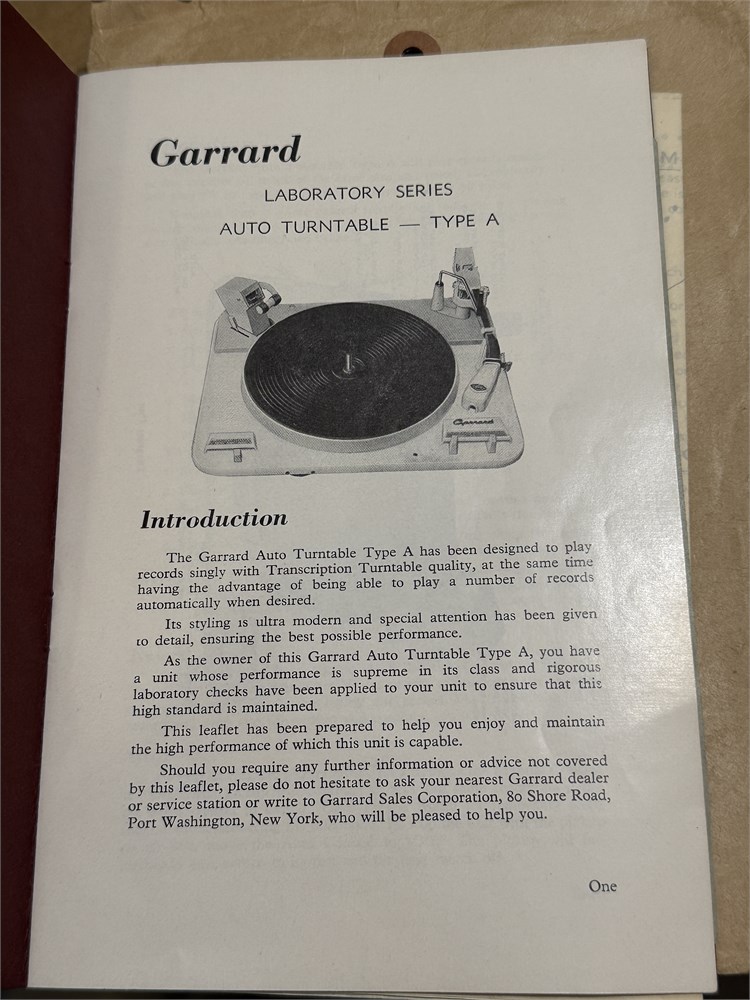 Garrard
LABORATORY SERIES
AUTO TURNTABLE — TYPE A
Garrard
Introduction
The Garrard Auto Turntable Type A has been designed to play
records singly with Transcription Turntable quality, at the same time
having the advantage of being able to play a number of records
automatically when desired.
Its styling is ultra modern and special attention has been given
to detail, ensuring the best possible performance.
As the owner of this Garrard Auto Turntable Type A, you have
a unit whose performance is supreme in its class and rigorous
laboratory checks have been applied to your unit to ensure that this
high standard is maintained.
This leaflet has been prepared to help you enjoy and maintain
the high performance of which this unit is capable.
Should you require any further information or advice not covered
by this leaflet, please do not hesitate to ask your nearest Garrard dealer
or service station or write to Garrard Sales Corporation, 80 Shore Road,
Port Washington, New York, who will be pleased to help you.
One